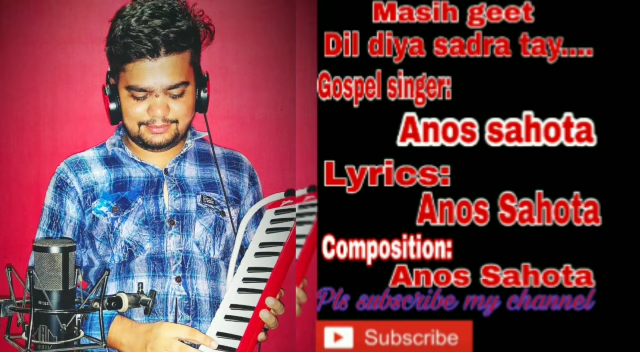 Masih geet
Dil diya sadra tay....
Gospel singer:
Anos sahota
Lyrics:
Anos Sahota
Composition:
Anos Sahota
Pls subscribe my channel
Subscribe